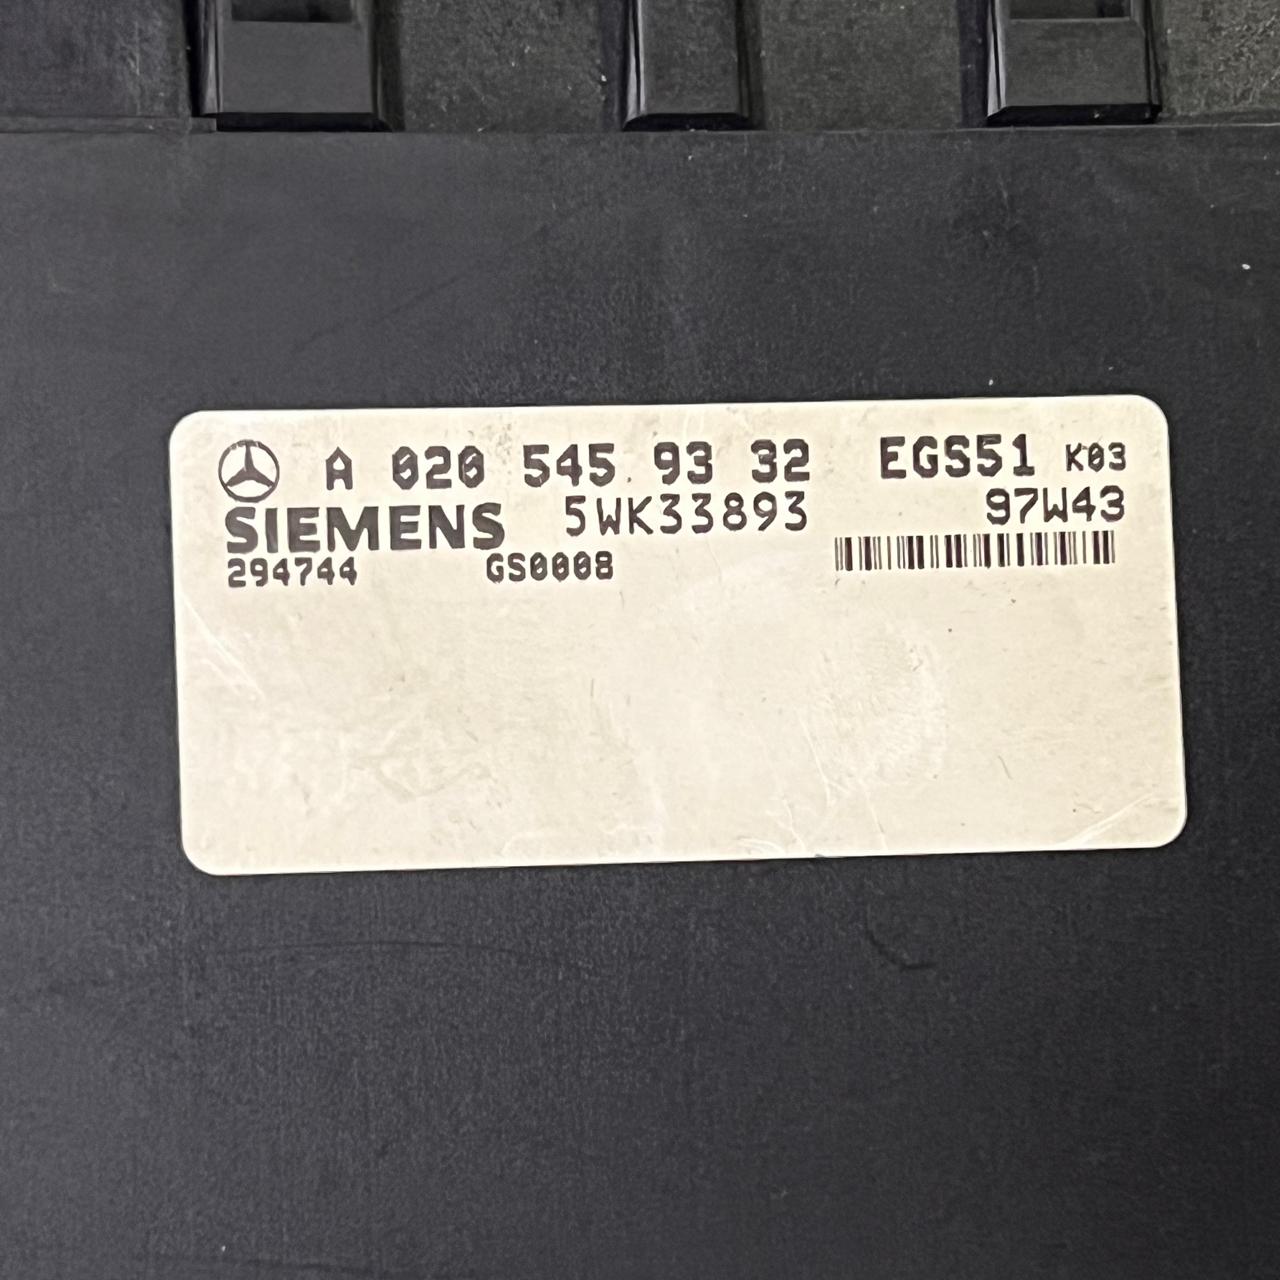 A 020 545 93 32 EGS51 K03
SIEMENS 5WK33893 97W43
294744 GS0008